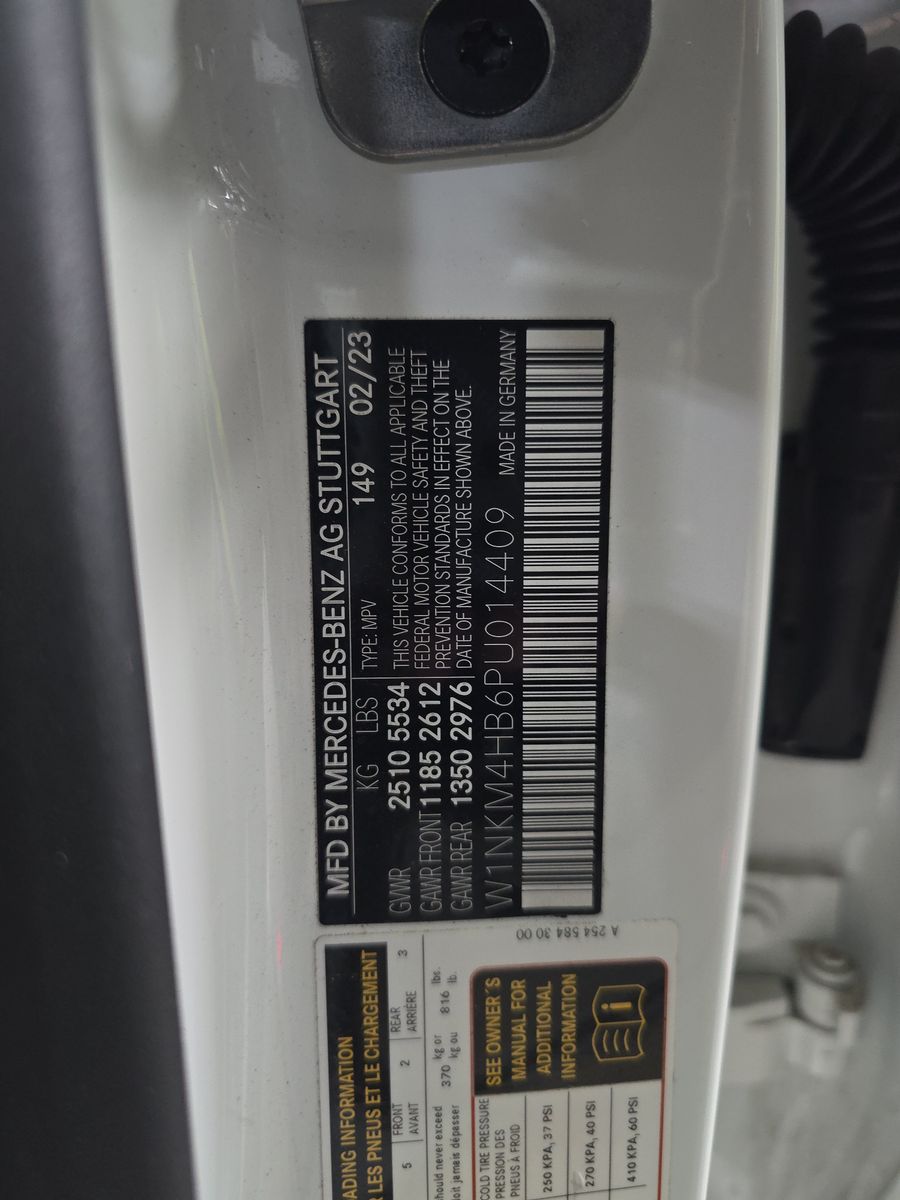 MFD BY MERCEDES-BENZ AG STUTTGART
KG LBS TYPE: MPV 149 02/23
GVWR 2510 5534 THIS VEHICLE CONFORMS TO ALL APPLICABLE
GAWR FRONT 1185 2612 FEDERAL MOTOR VEHICLE SAFETY AND THEFT
PREVENTION STANDARDS IN EFFECT ON THE
GAWR REAR 1350 2976 DATE OF MANUFACTURE SHOWN ABOVE.
W1NKM4HB6PU014409 MADE IN GERMANY
A 254 584 30 00
ADING INFORMATION
LES PNEUS ET LE CHARGEMENT
5 FRONT 2 REAR 3
AVANT ARRIÈRE
hould never exceed 370 kg or 816 lbs.
oit jamais dépasser kg ou lb.
COLD TIRE PRESSURE
PRESSION DES
PNEUS À FROID
250 KPA, 37 PSI
270 KPA, 40 PSI
410 KPA, 60 PSI
SEE OWNER´S
MANUAL FOR
ADDITIONAL
INFORMATION
i